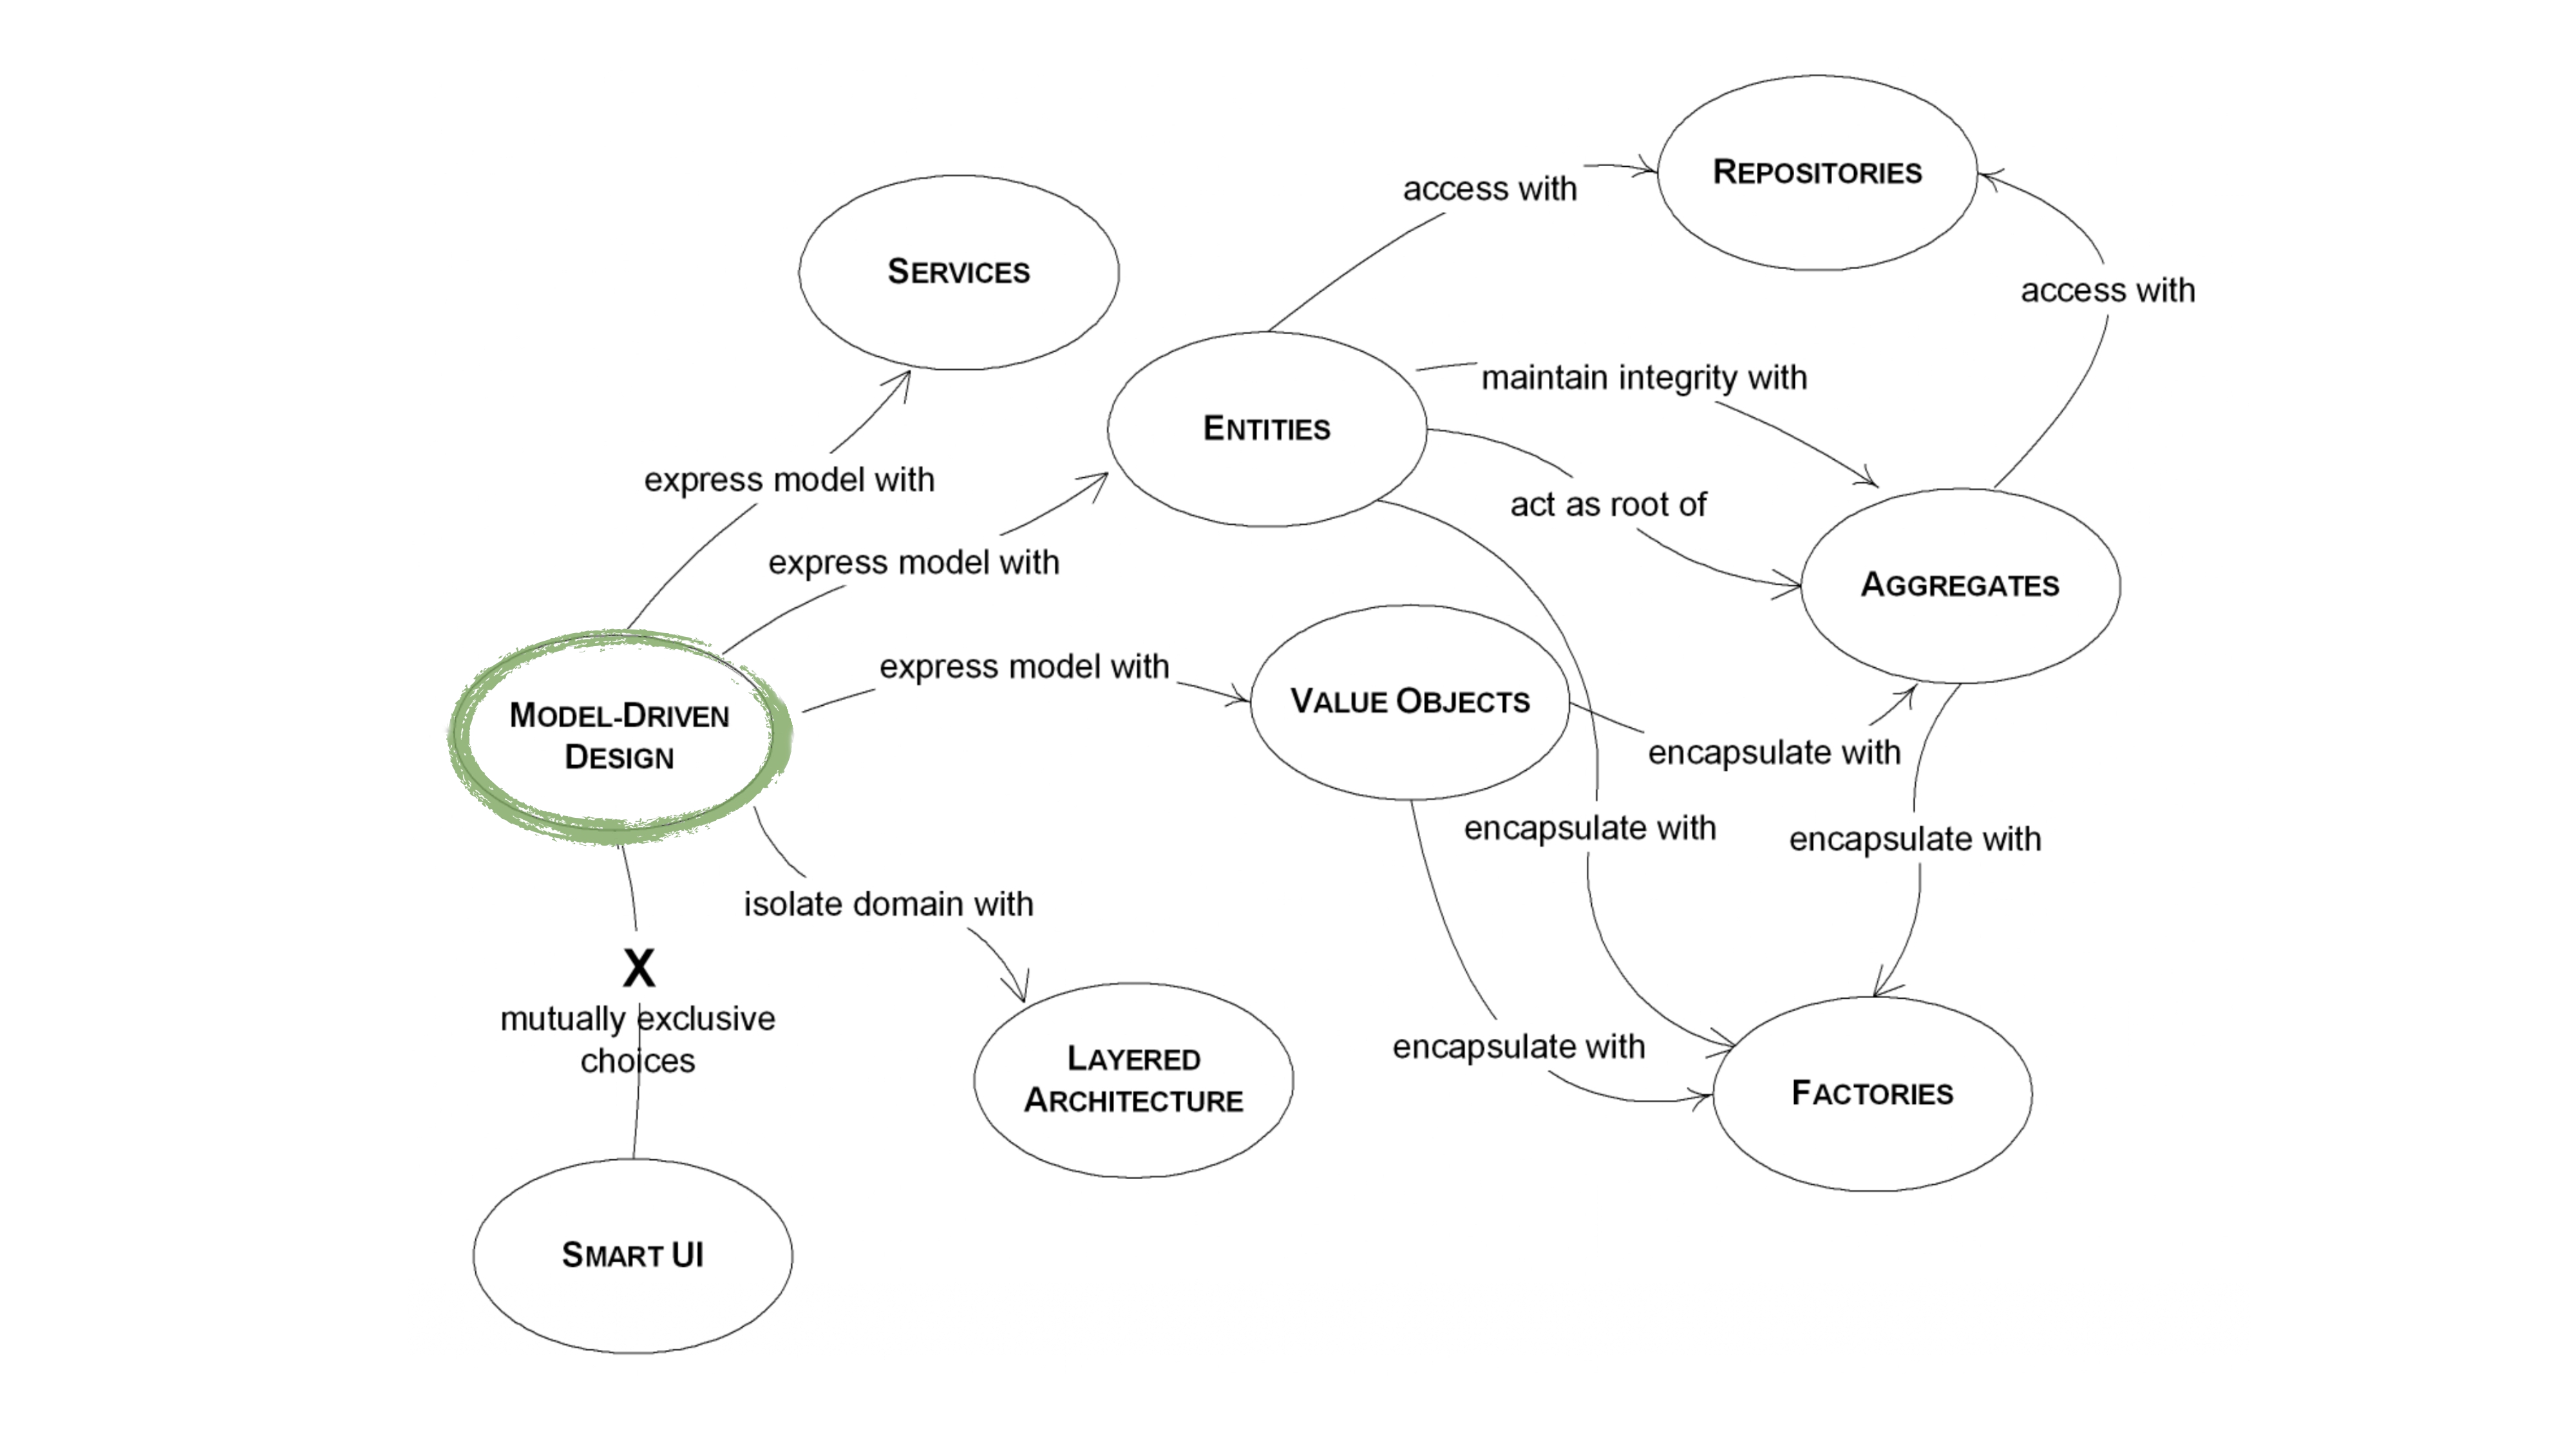 REPOSITORIES
access with
SERVICES
access with
maintain integrity with
ENTITIES
express model with
act as root of
express model with
AGGREGATES
express model with
VALUE OBJECTS
MODEL-DRIVEN
DESIGN
encapsulate with
encapsulate with
encapsulate with
isolate domain with
X
mutually exclusive
choices
encapsulate with
LAYERED
ARCHITECTURE
FACTORIES
SMART UI